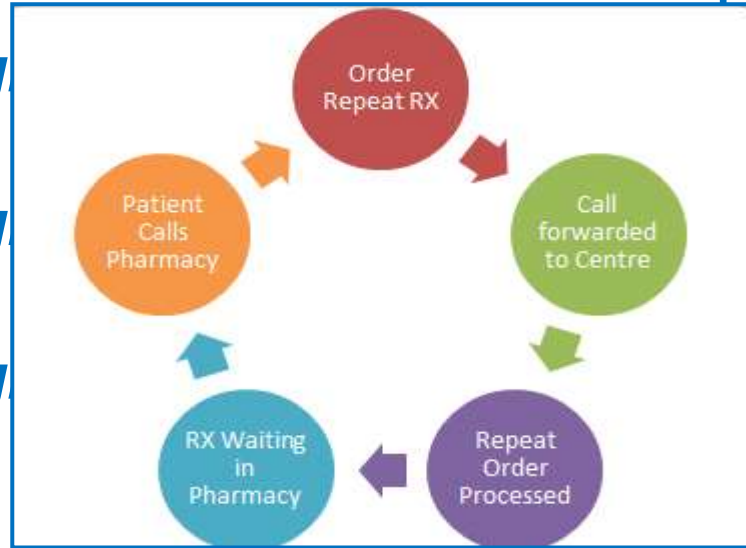 Order
Repeat RX
Call
forwarded
to Centre
Repeat
Order
Processed
RX Waiting
in
Pharmacy
Patient
Calls
Pharmacy